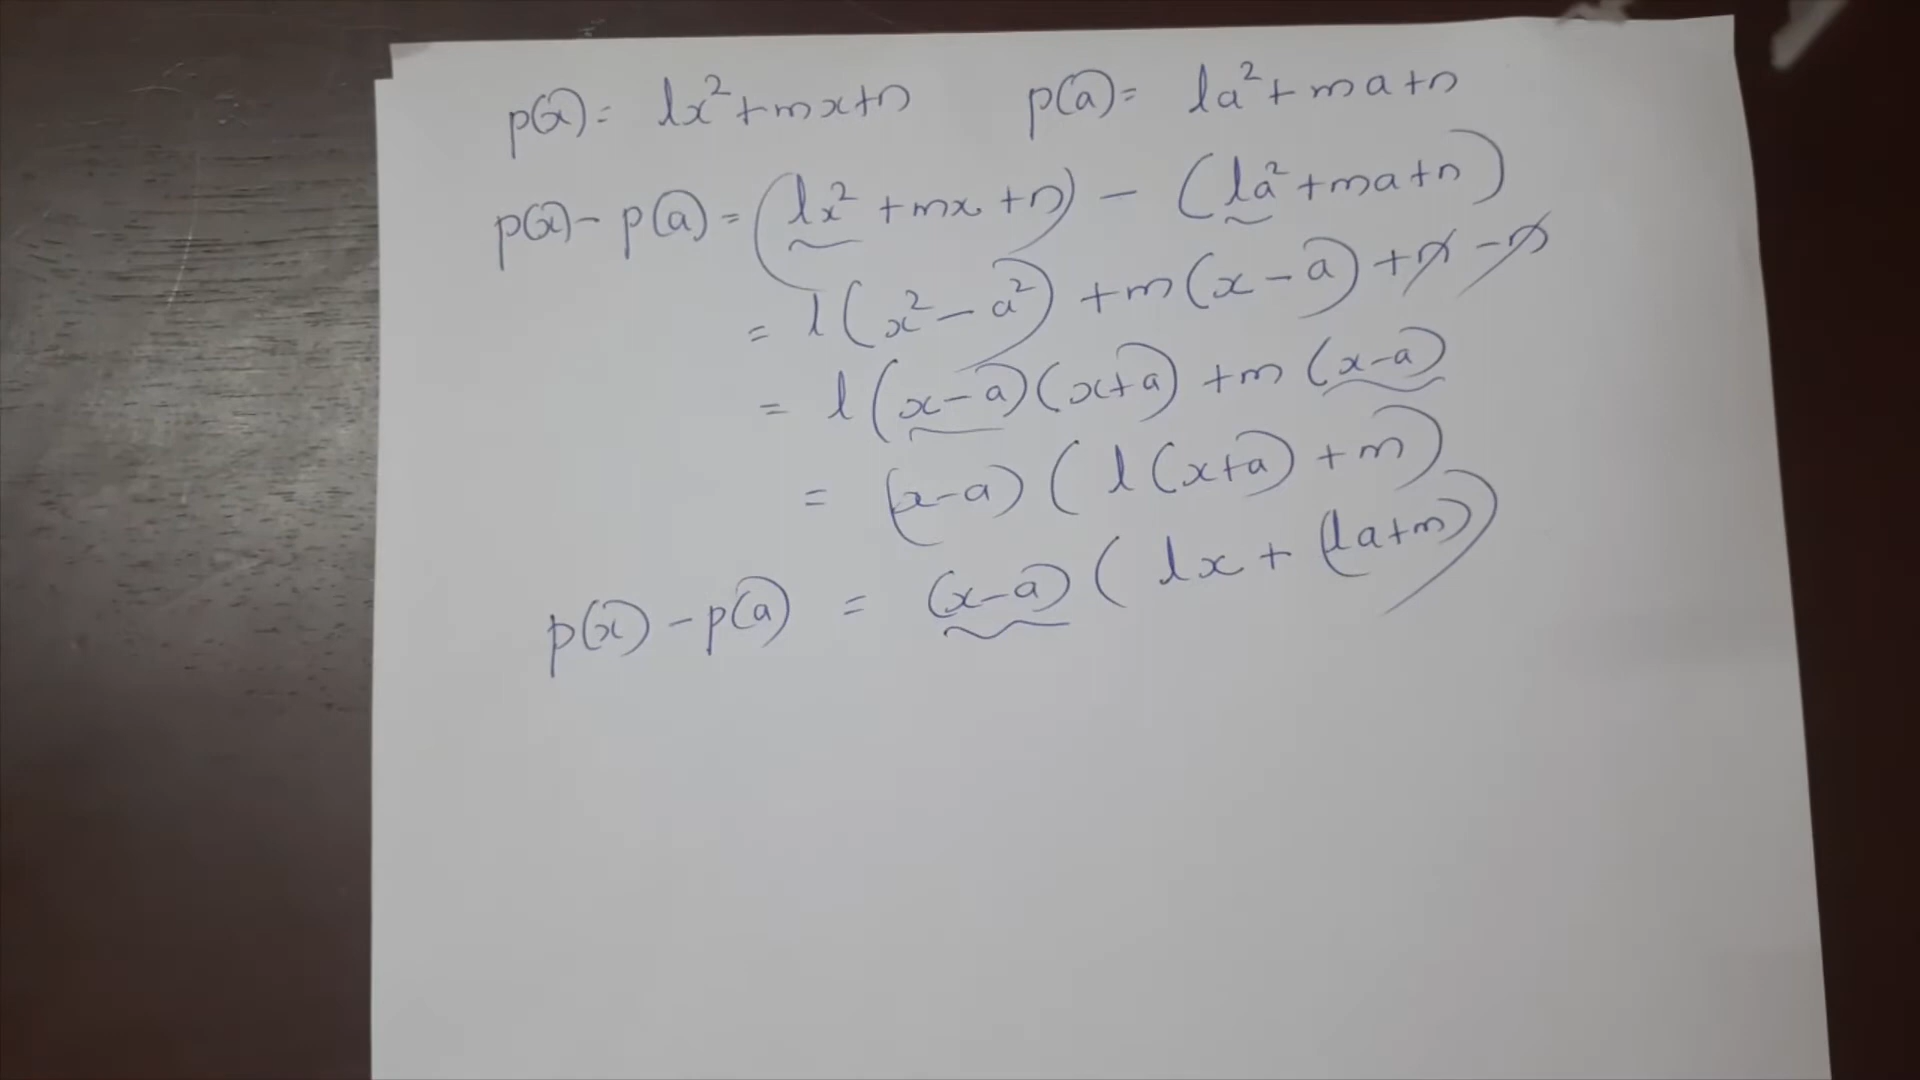 p(x) = lx² + mx + n p(a) = la² + ma + n
p(x) - p(a) = (lx² + mx + n) - (la² + ma + n)
= l(x² - a²) + m(x - a) + n - n
= l(x - a)(x + a) + m(x - a)
= (x - a)(l(x + a) + m)
p(x) - p(a) = (x - a)(lx + (la + m))